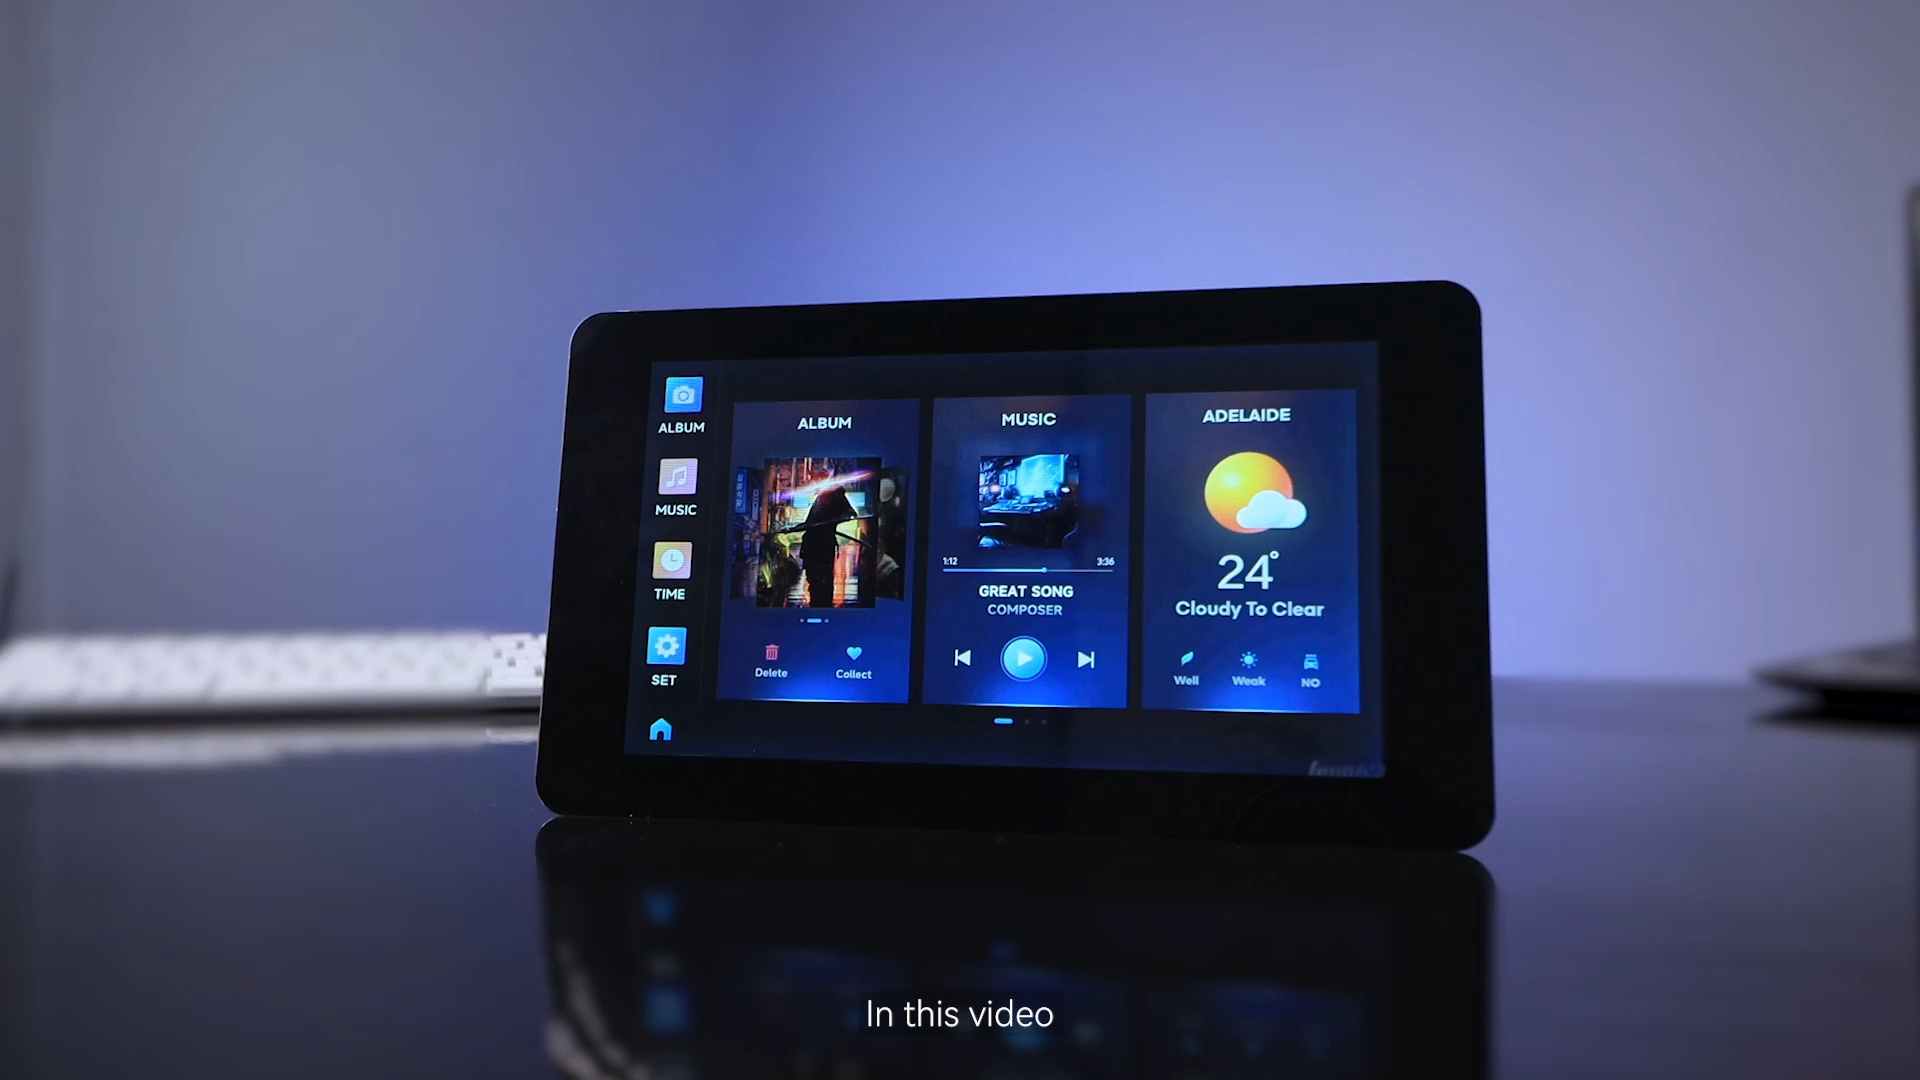 ALBUM
MUSIC
TIME
SET
ALBUM
Delete
Collect
MUSIC
1:12
3:36
GREAT SONG
COMPOSER
ADELAIDE
24°
Cloudy To Clear
Well
Weak
NO
In this video